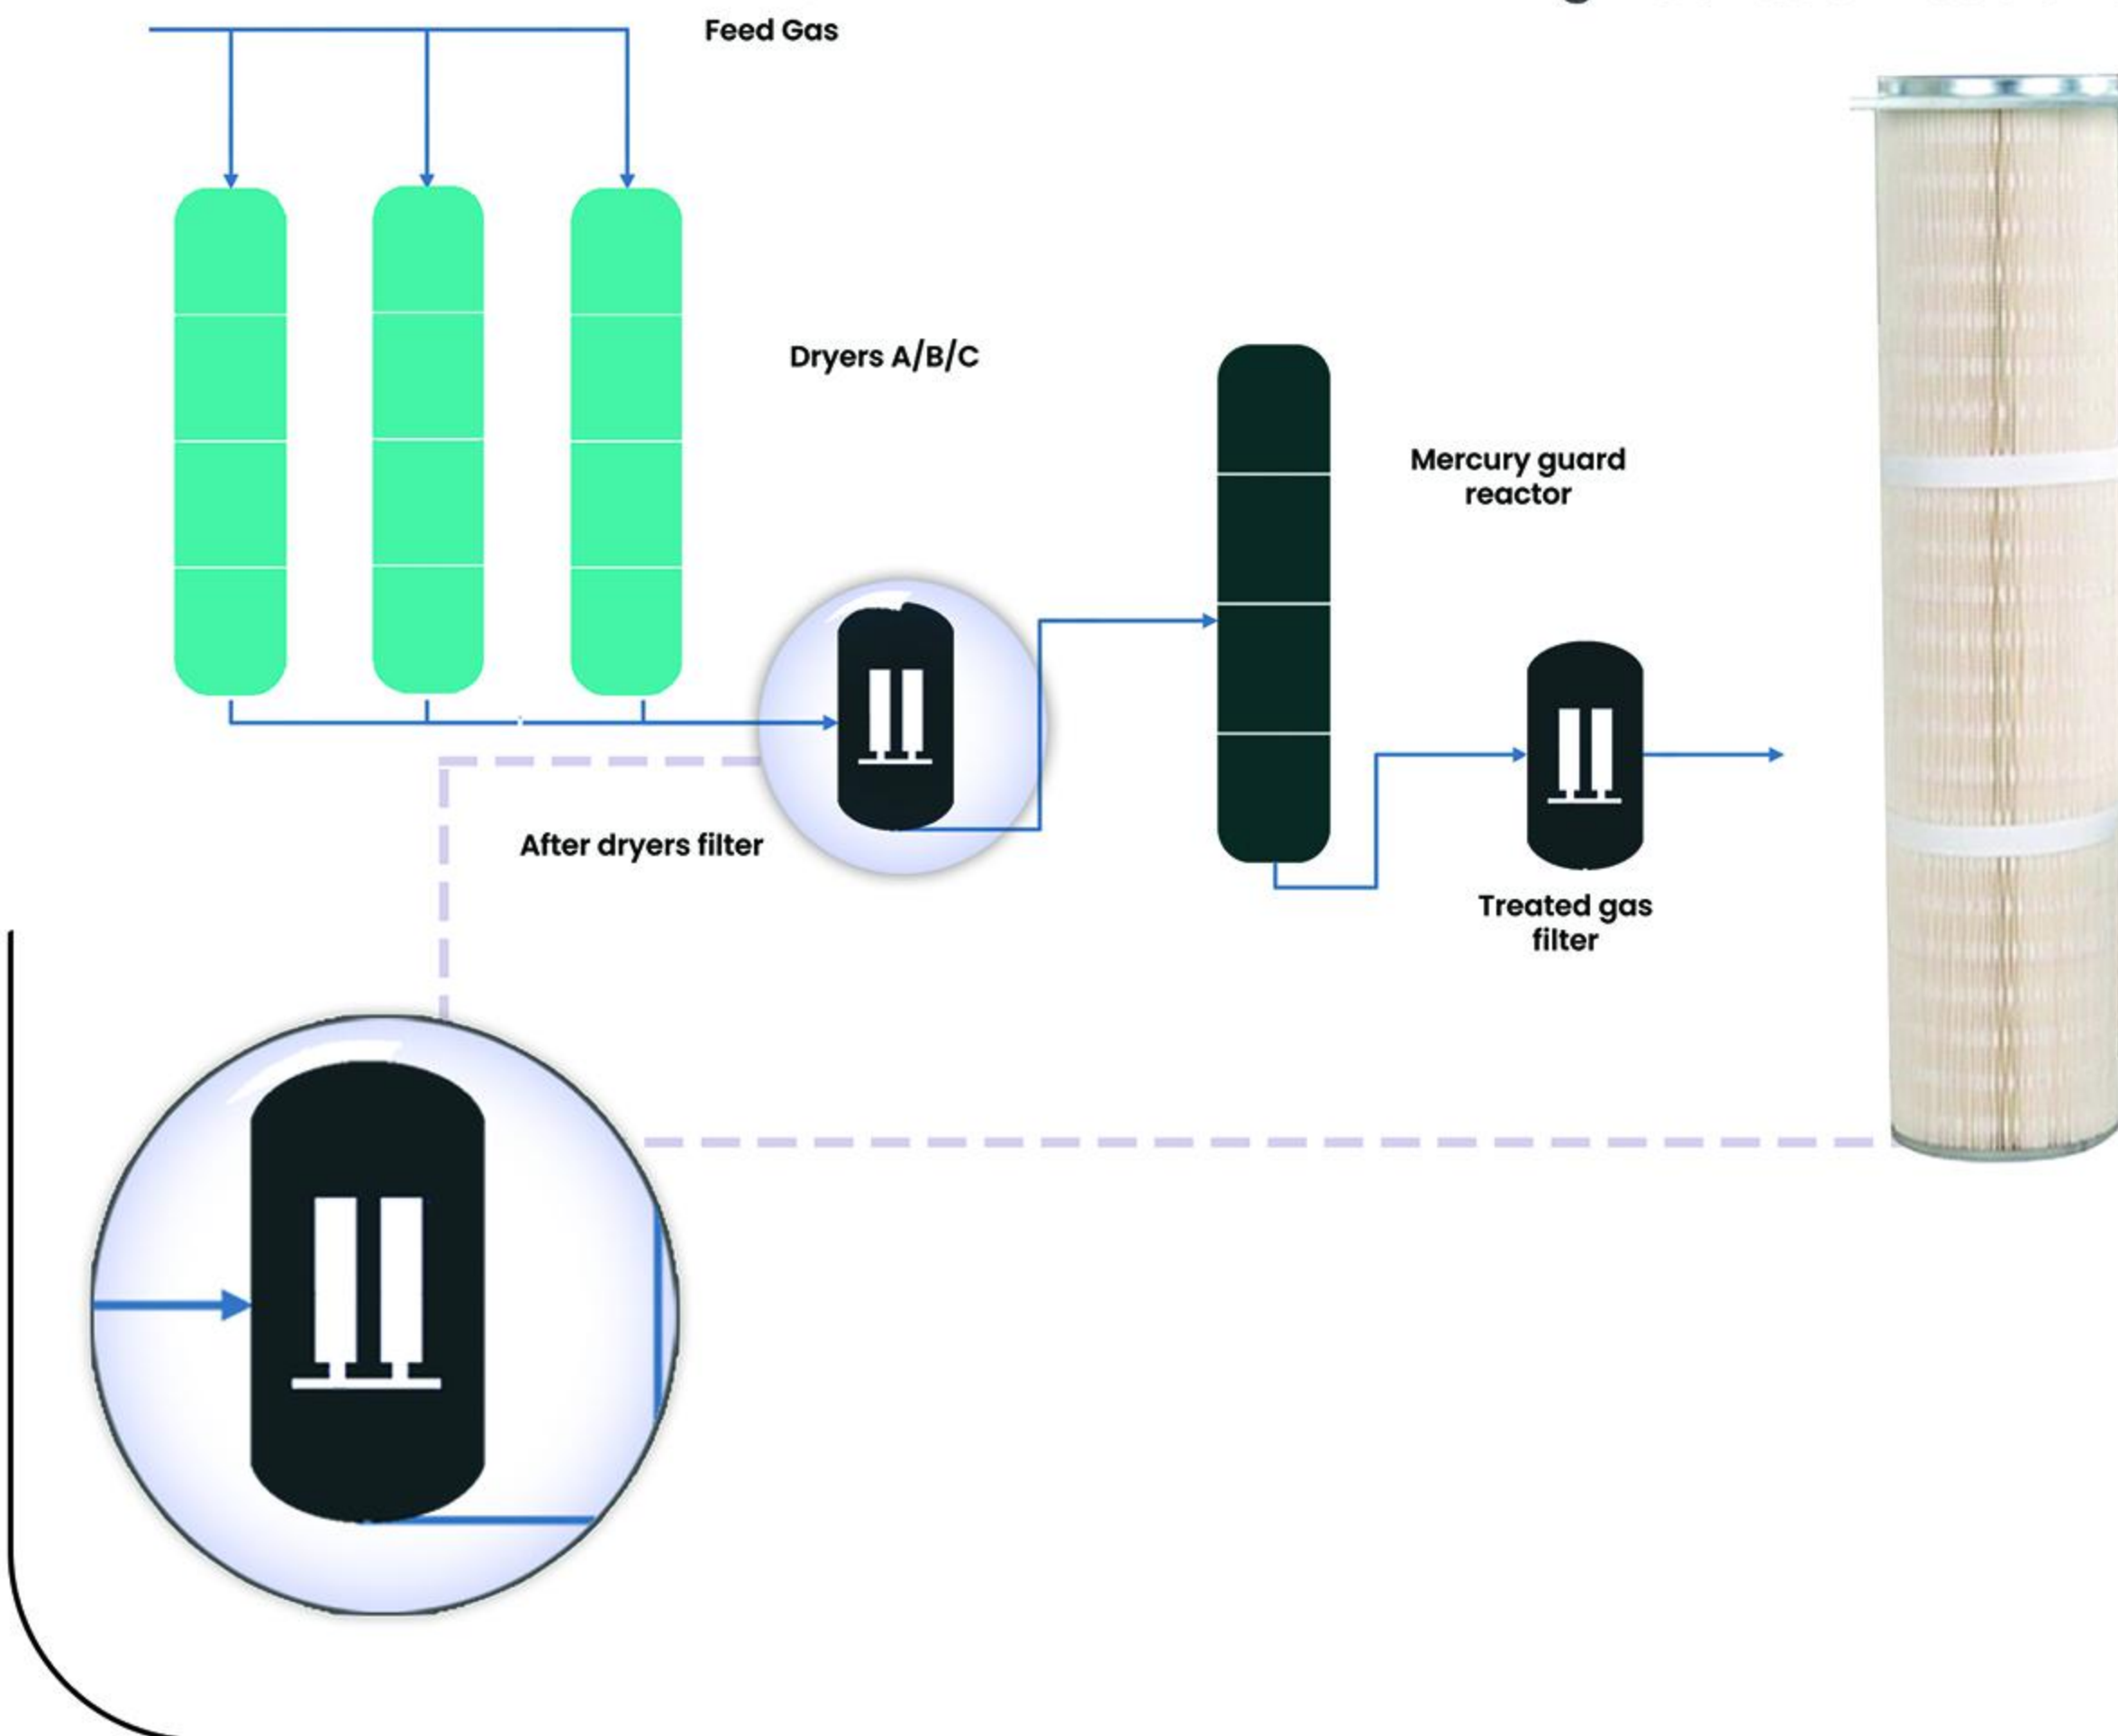 Feed Gas
Dryers A/B/C
Mercury guard
reactor
After dryers filter
Treated gas
filter